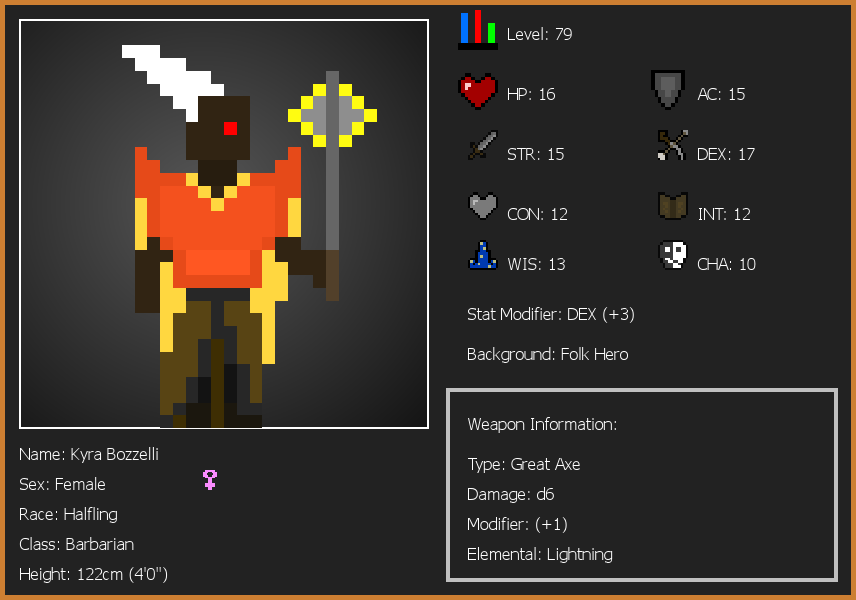 Level: 79
HP: 16
AC: 15
STR: 15
DEX: 17
CON: 12
INT: 12
WIS: 13
CHA: 10
Stat Modifier: DEX (+3)
Background: Folk Hero
Weapon Information:
Type: Great Axe
Damage: d6
Modifier: (+1)
Elemental: Lightning
Name: Kyra Bozzelli
Sex: Female
Race: Halfling
Class: Barbarian
Height: 122cm (4'0")